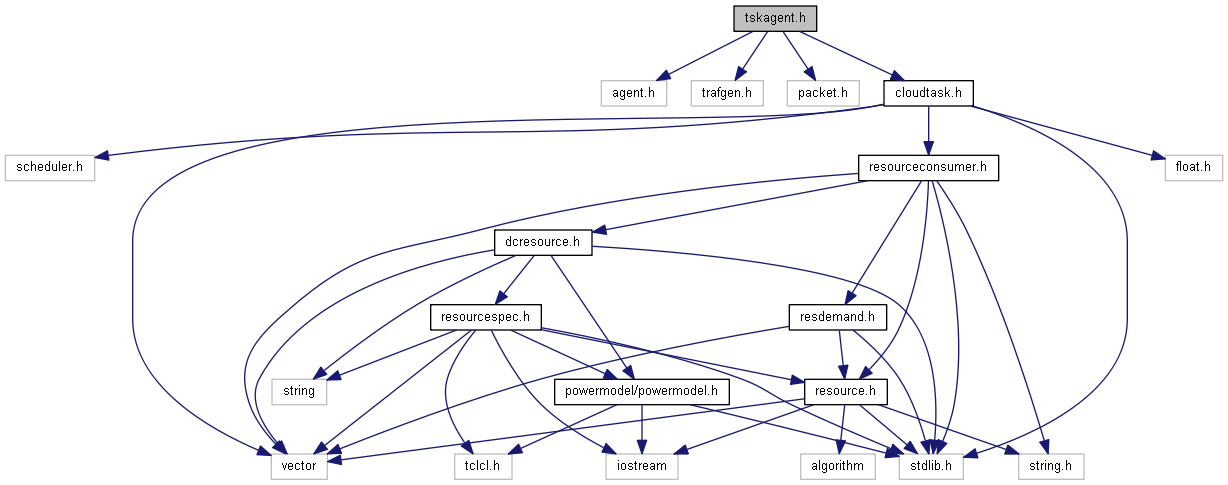 tskagent.h
agent.h
trafgen.h
packet.h
cloudtask.h
scheduler.h
resourceconsumer.h
float.h
dcresource.h
resourcespec.h
resdemand.h
string
powermodel/powermodel.h
resource.h
vector
tclcl.h
iostream
algorithm
stdlib.h
string.h